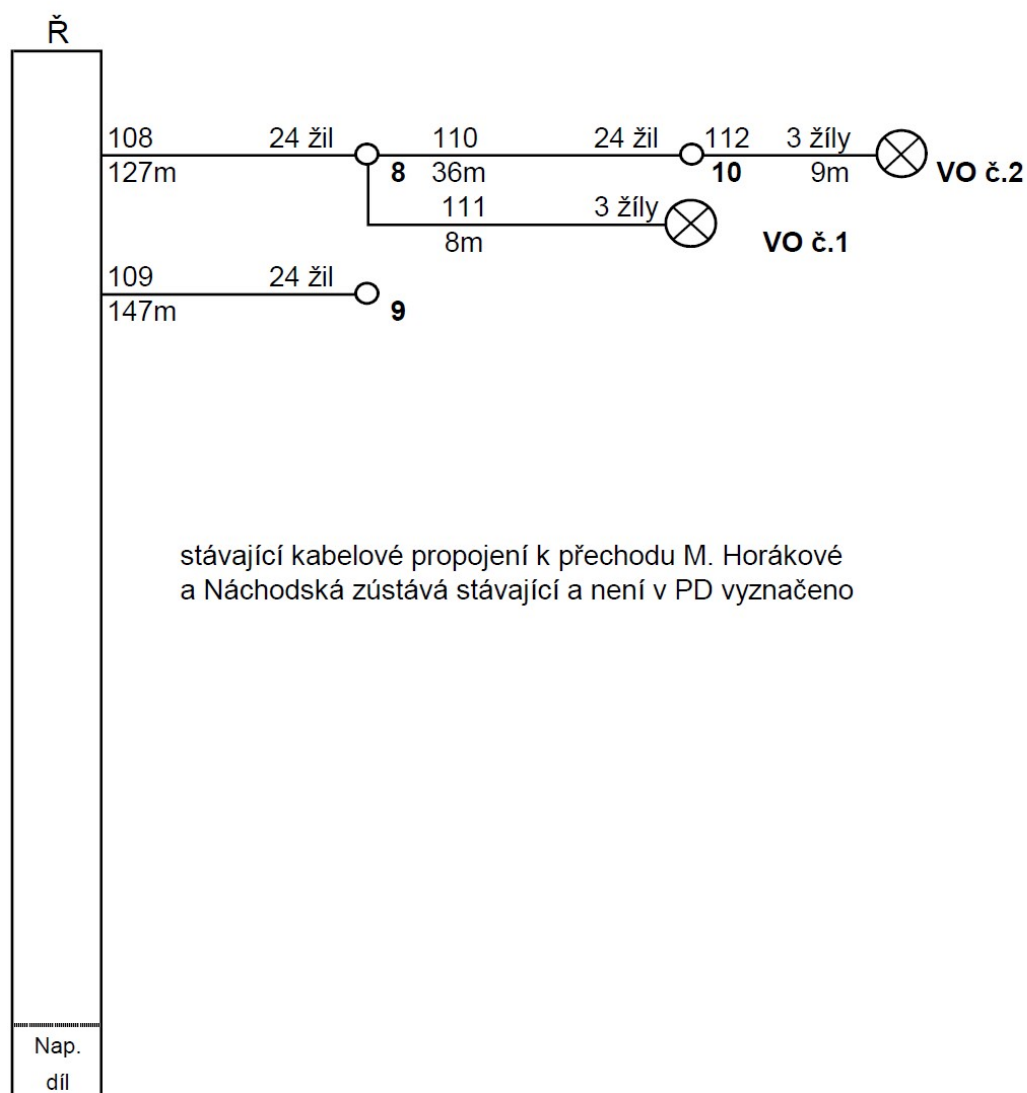 Ř
108 24 žil 110 24 žil 112 3 žíly
127m 8 36m 10 9m VO č.2
111 3 žíly
8m VO č.1
109 24 žil
147m 9
stávající kabelové propojení k přechodu M. Horákové
a Náchodská zústává stávající a není v PD vyznačeno
Nap.
díl